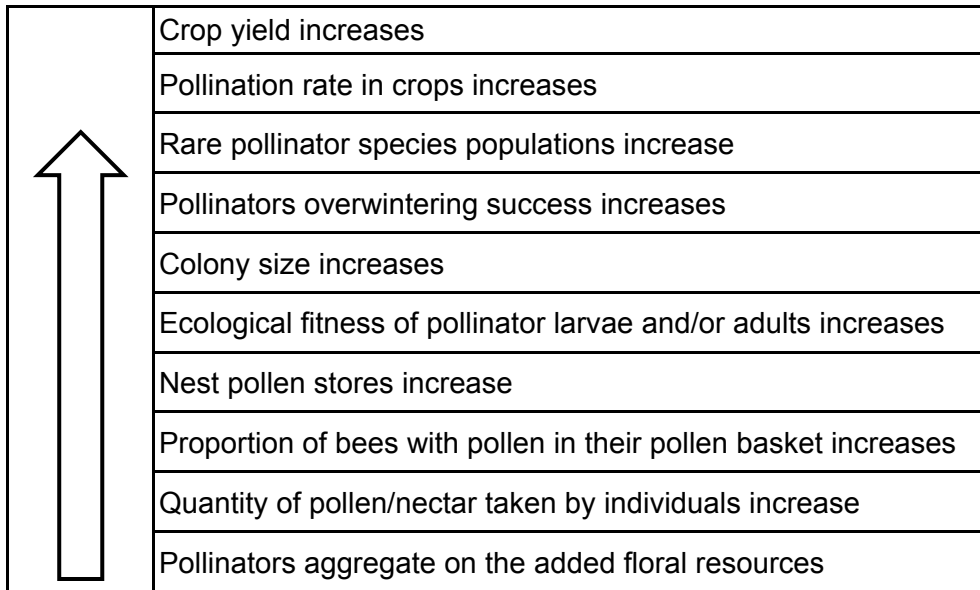 Crop yield increases
Pollination rate in crops increases
Rare pollinator species populations increase
Pollinators overwintering success increases
Colony size increases
Ecological fitness of pollinator larvae and/or adults increases
Nest pollen stores increase
Proportion of bees with pollen in their pollen basket increases
Quantity of pollen/nectar taken by individuals increase
Pollinators aggregate on the added floral resources